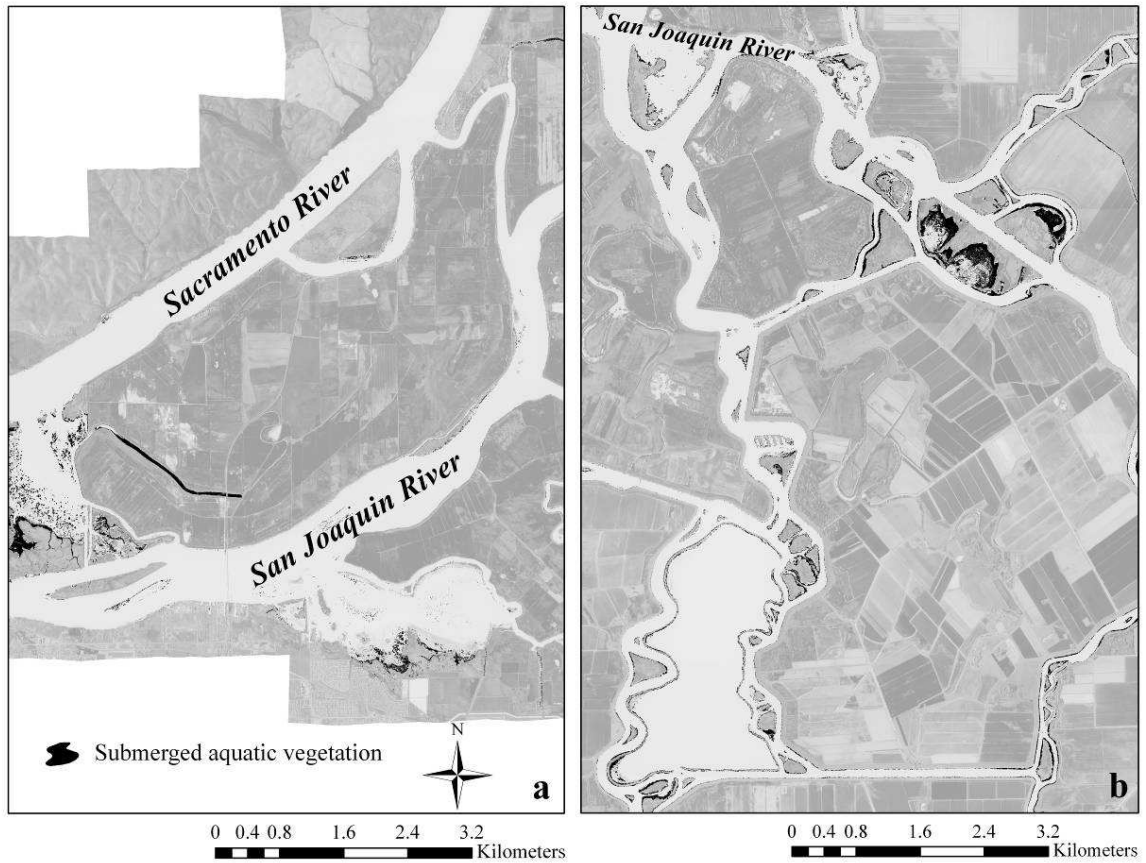 Sacramento River
San Joaquin River
Submerged aquatic vegetation
N
a
0 0.4 0.8 1.6 2.4 3.2
Kilometers
San Joaquin River
b
0 0.4 0.8 1.6 2.4 3.2
Kilometers